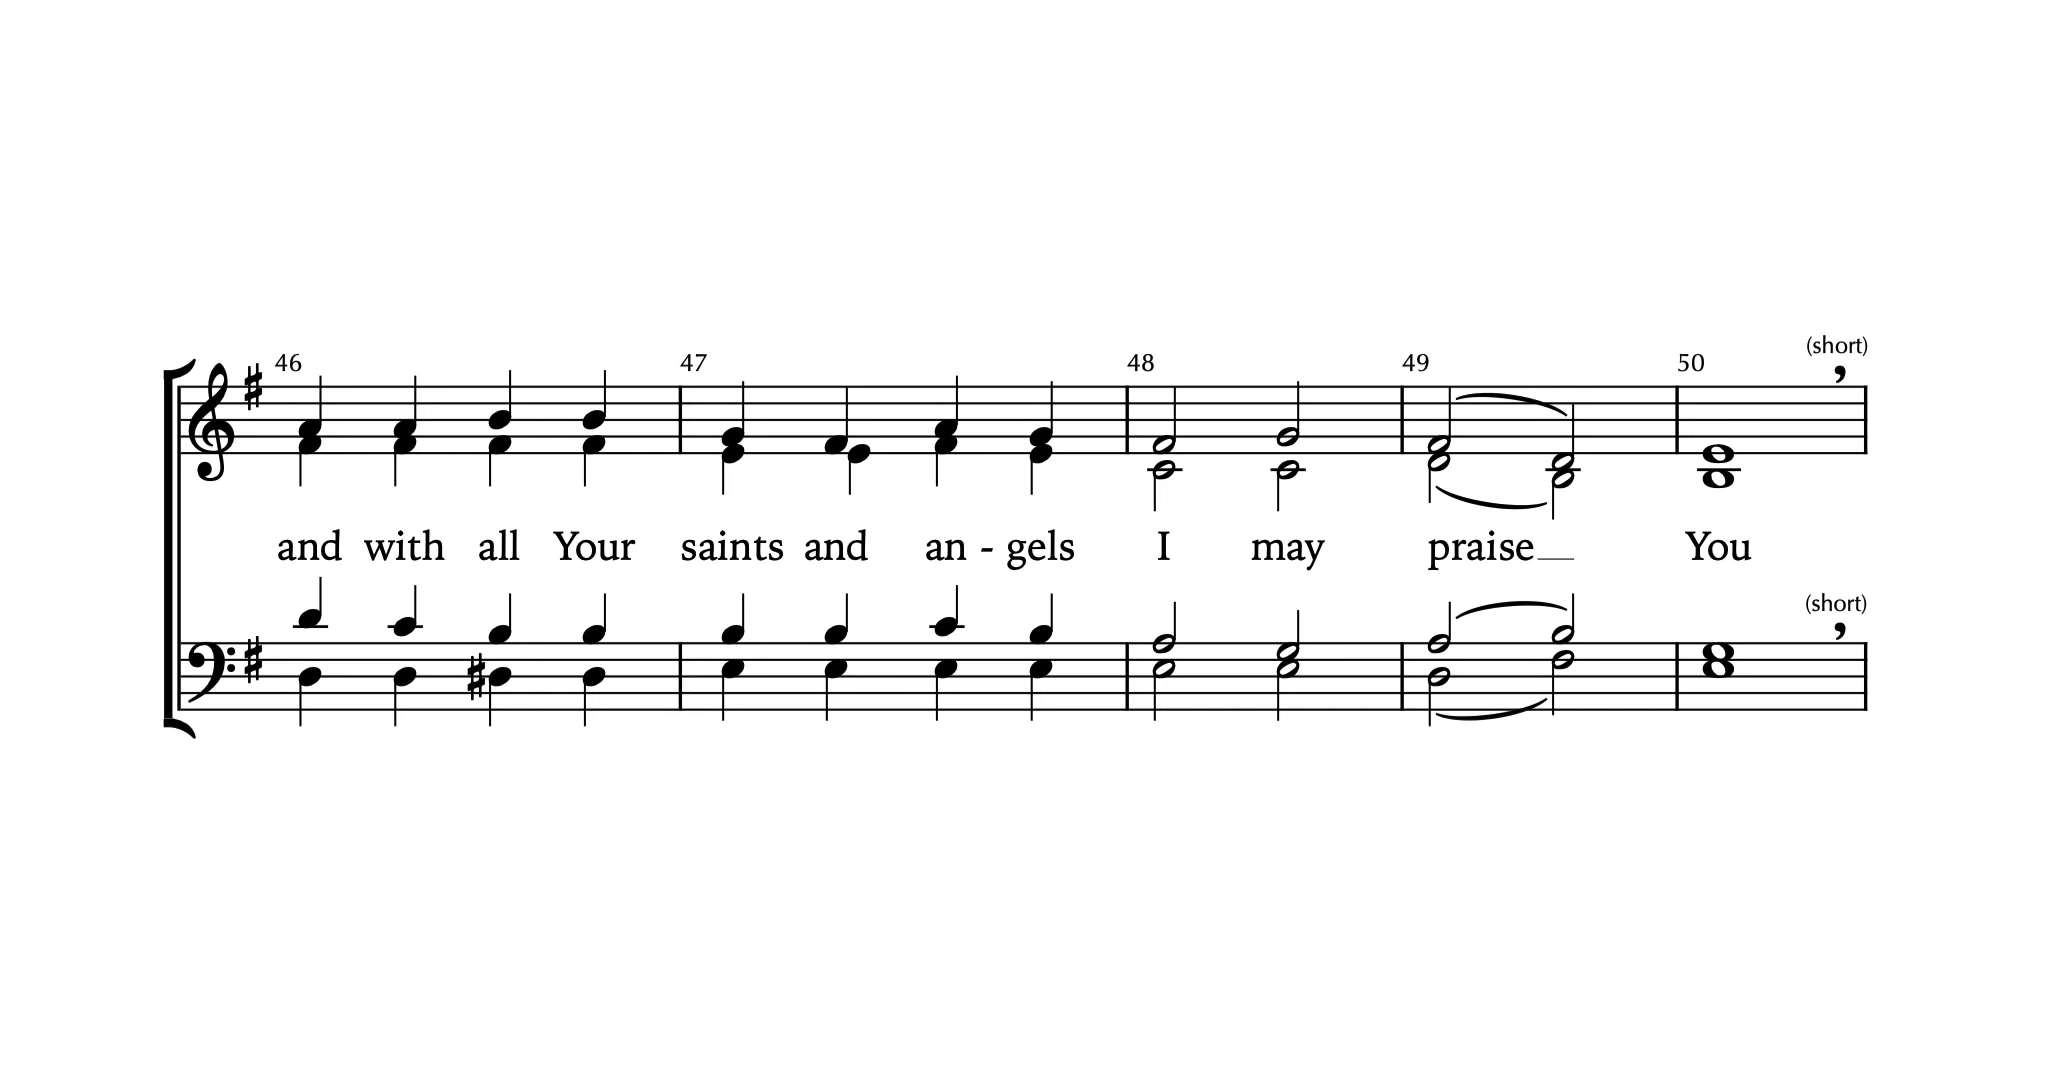 (short)
46 47 48 49 50
and with all Your saints and an - gels I may praise You
(short)